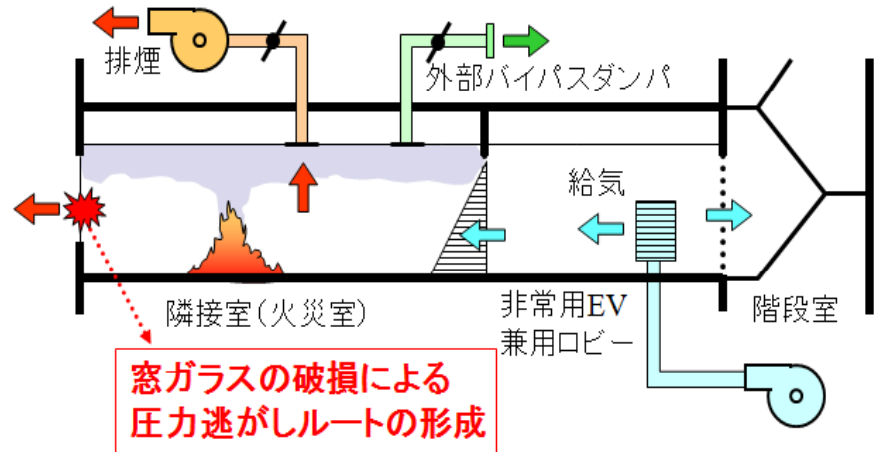 排煙
外部バイパスダンパ
給気
隣接室(火災室)
非常用EV
兼用ロビー
階段室
窓ガラスの破損による
圧力逃がしルートの形成